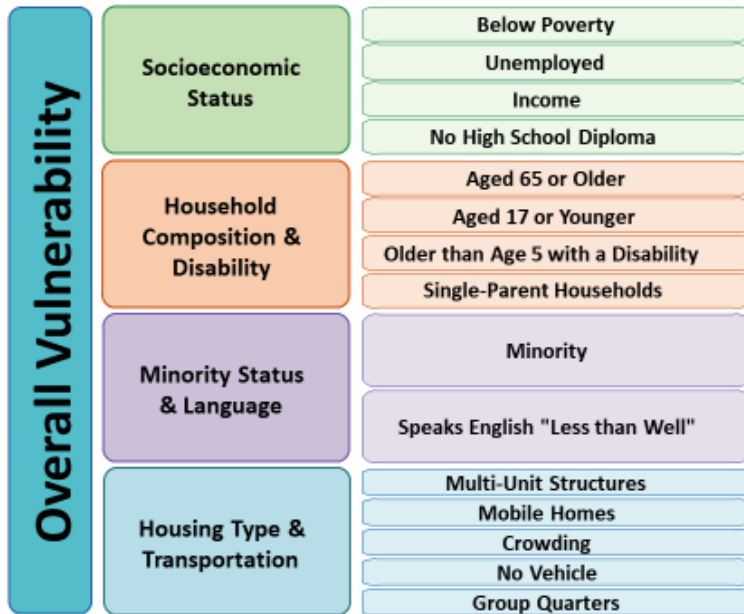 Overall Vulnerability
Socioeconomic
Status
Below Poverty
Unemployed
Income
No High School Diploma
Household
Composition &
Disability
Aged 65 or Older
Aged 17 or Younger
Older than Age 5 with a Disability
Single-Parent Households
Minority Status
& Language
Minority
Speaks English "Less than Well"
Housing Type &
Transportation
Multi-Unit Structures
Mobile Homes
Crowding
No Vehicle
Group Quarters